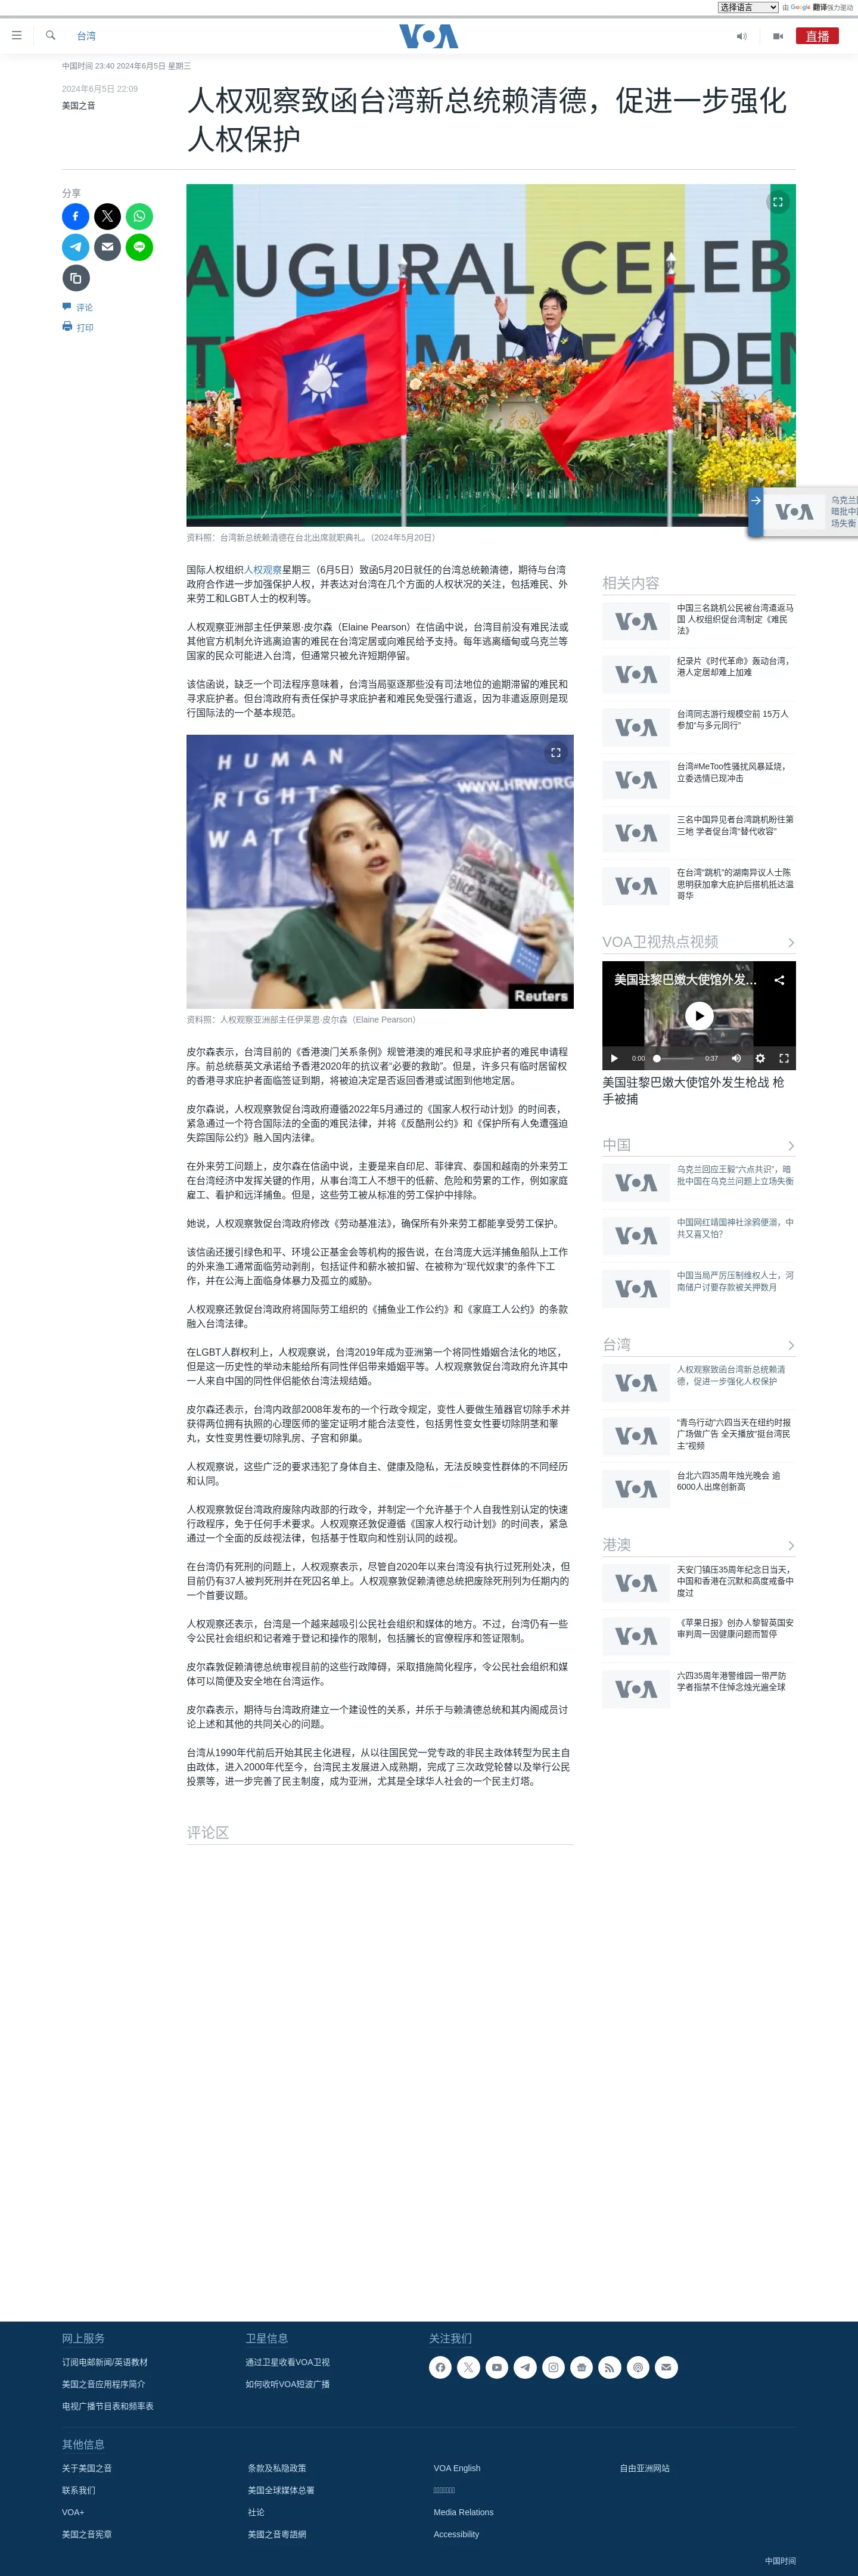 选择语言 由 Google 翻译强力驱动
台湾
VOA
直播
中国时间 23:40 2024年6月5日 星期三
2024年6月5日 22:09
美国之音
人权观察致函台湾新总统赖清德，促进一步强化
人权保护
分享
评论
打印
AUGURAL CELEB
资料照：台湾新总统赖清德在台北出席就职典礼。（2024年5月20日）
国际人权组织人权观察星期三（6月5日）致函5月20日就任的台湾总统赖清德，期待与台湾
政府合作进一步加强保护人权，并表达对台湾在几个方面的人权状况的关注，包括难民、外
来劳工和LGBT人士的权利等。
人权观察亚洲部主任伊莱恩·皮尔森（Elaine Pearson）在信函中说，台湾目前没有难民法或
其他官方机制允许逃离迫害的难民在台湾定居或向难民给予支持。每年逃离缅甸或乌克兰等
国家的民众可能进入台湾，但通常只被允许短期停留。
该信函说，缺乏一个司法程序意味着，台湾当局驱逐那些没有司法地位的逾期滞留的难民和
寻求庇护者。但台湾政府有责任保护寻求庇护者和难民免受强行遣返，因为非遣返原则是现
行国际法的一个基本规范。
HUMAN
RIGHTS
WATCH
WWW.HRW.ORG
Reuters
资料照：人权观察亚洲部主任伊莱恩·皮尔森（Elaine Pearson）
皮尔森表示，台湾目前的《香港澳门关系条例》规管港澳的难民和寻求庇护者的难民申请程
序。前总统蔡英文承诺给予香港2020年的抗议者“必要的救助”。但是，许多只有临时居留权
的香港寻求庇护者面临签证到期，将被迫决定是否返回香港或试图到他地定居。
皮尔森说，人权观察敦促台湾政府遵循2022年5月通过的《国家人权行动计划》的时间表，
紧急通过一个符合国际法的全面的难民法律，并将《反酷刑公约》和《保护所有人免遭强迫
失踪国际公约》融入国内法律。
在外来劳工问题上，皮尔森在信函中说，主要是来自印尼、菲律宾、泰国和越南的外来劳工
在台湾经济中发挥关键的作用，从事台湾工人不想干的低薪、危险和劳累的工作，例如家庭
雇工、看护和远洋捕鱼。但是，这些劳工被从标准的劳工保护中排除。
她说，人权观察敦促台湾政府修改《劳动基准法》，确保所有外来劳工都能享受劳工保护。
该信函还援引绿色和平、环境公正基金会等机构的报告说，在台湾庞大远洋捕鱼船队上工作
的外来渔工通常面临劳动剥削，包括证件和薪水被扣留、在被称为“现代奴隶”的条件下工
作，并在公海上面临身体暴力及孤立的威胁。
人权观察还敦促台湾政府将国际劳工组织的《捕鱼业工作公约》和《家庭工人公约》的条款
融入台湾法律。
在LGBT人群权利上，人权观察说，台湾2019年成为亚洲第一个将同性婚姻合法化的地区，
但是这一历史性的举动未能给所有同性伴侣带来婚姻平等。人权观察敦促台湾政府允许其中
一人来自中国的同性伴侣能依台湾法规结婚。
皮尔森还表示，台湾内政部2008年发布的一个行政令规定，变性人要做生殖器官切除手术并
获得两位拥有执照的心理医师的鉴定证明才能合法变性，包括男性变女性要切除阴茎和睾
丸，女性变男性要切除乳房、子宫和卵巢。
人权观察说，这些广泛的要求违犯了身体自主、健康及隐私，无法反映变性群体的不同经历
和认同。
人权观察敦促台湾政府废除内政部的行政令，并制定一个允许基于个人自我性别认定的快速
行政程序，免于任何手术要求。人权观察还敦促遵循《国家人权行动计划》的时间表，紧急
通过一个全面的反歧视法律，包括基于性取向和性别认同的歧视。
在台湾仍有死刑的问题上，人权观察表示，尽管自2020年以来台湾没有执行过死刑处决，但
目前仍有37人被判死刑并在死囚名单上。人权观察敦促赖清德总统把废除死刑列为任期内的
一个首要议题。
人权观察还表示，台湾是一个越来越吸引公民社会组织和媒体的地方。不过，台湾仍有一些
令公民社会组织和记者难于登记和操作的限制，包括臃长的官僚程序和签证限制。
皮尔森敦促赖清德总统审视目前的这些行政障碍，采取措施简化程序，令公民社会组织和媒
体可以简便及安全地在台湾运作。
皮尔森表示，期待与台湾政府建立一个建设性的关系，并乐于与赖清德总统和其内阁成员讨
论上述和其他的共同关心的问题。
台湾从1990年代前后开始其民主化进程，从以往国民党一党专政的非民主政体转型为民主自
由政体，进入2000年代至今，台湾民主发展进入成熟期，完成了三次政党轮替以及举行公民
投票等，进一步完善了民主制度，成为亚洲，尤其是全球华人社会的一个民主灯塔。
评论区
VOA
乌克兰回
暗批中国
场失衡
相关内容
VOA
中国三名跳机公民被台湾遣返马
国 人权组织促台湾制定《难民
法》
VOA
纪录片《时代革命》轰动台湾，
港人定居却难上加难
VOA
台湾同志游行规模空前 15万人
参加“与多元同行”
VOA
台湾#MeToo性骚扰风暴延烧，
立委选情已现冲击
VOA
三名中国异见者台湾跳机盼往第
三地 学者促台湾“替代收容”
VOA
在台湾“跳机”的湖南异议人士陈
思明获加拿大庇护后搭机抵达温
哥华
VOA卫视热点视频
美国驻黎巴嫩大使馆外发…
0:00
0:37
美国驻黎巴嫩大使馆外发生枪战 枪
手被捕
中国
VOA
乌克兰回应王毅“六点共识”，暗
批中国在乌克兰问题上立场失衡
VOA
中国网红靖国神社涂鸦便溺，中
共又喜又怕？
VOA
中国当局严厉压制维权人士，河
南储户讨要存款被关押数月
台湾
VOA
人权观察致函台湾新总统赖清
德，促进一步强化人权保护
VOA
“青鸟行动”六四当天在纽约时报
广场做广告 全天播放“挺台湾民
主”视频
VOA
台北六四35周年烛光晚会 逾
6000人出席创新高
港澳
VOA
天安门镇压35周年纪念日当天，
中国和香港在沉默和高度戒备中
度过
VOA
《苹果日报》创办人黎智英国安
审判周一因健康问题而暂停
VOA
六四35周年港警维园一带严防
学者指禁不住悼念烛光遍全球
网上服务
订阅电邮新闻/英语教材
美国之音应用程序简介
电视广播节目表和频率表
卫星信息
通过卫星收看VOA卫视
如何收听VOA短波广播
关注我们
其他信息
关于美国之音
联系我们
VOA+
美国之音宪章
条款及私隐政策
美国全球媒体总署
社论
美國之音粵語網
VOA English
Media Relations
Accessibility
自由亚洲网站
中国时间